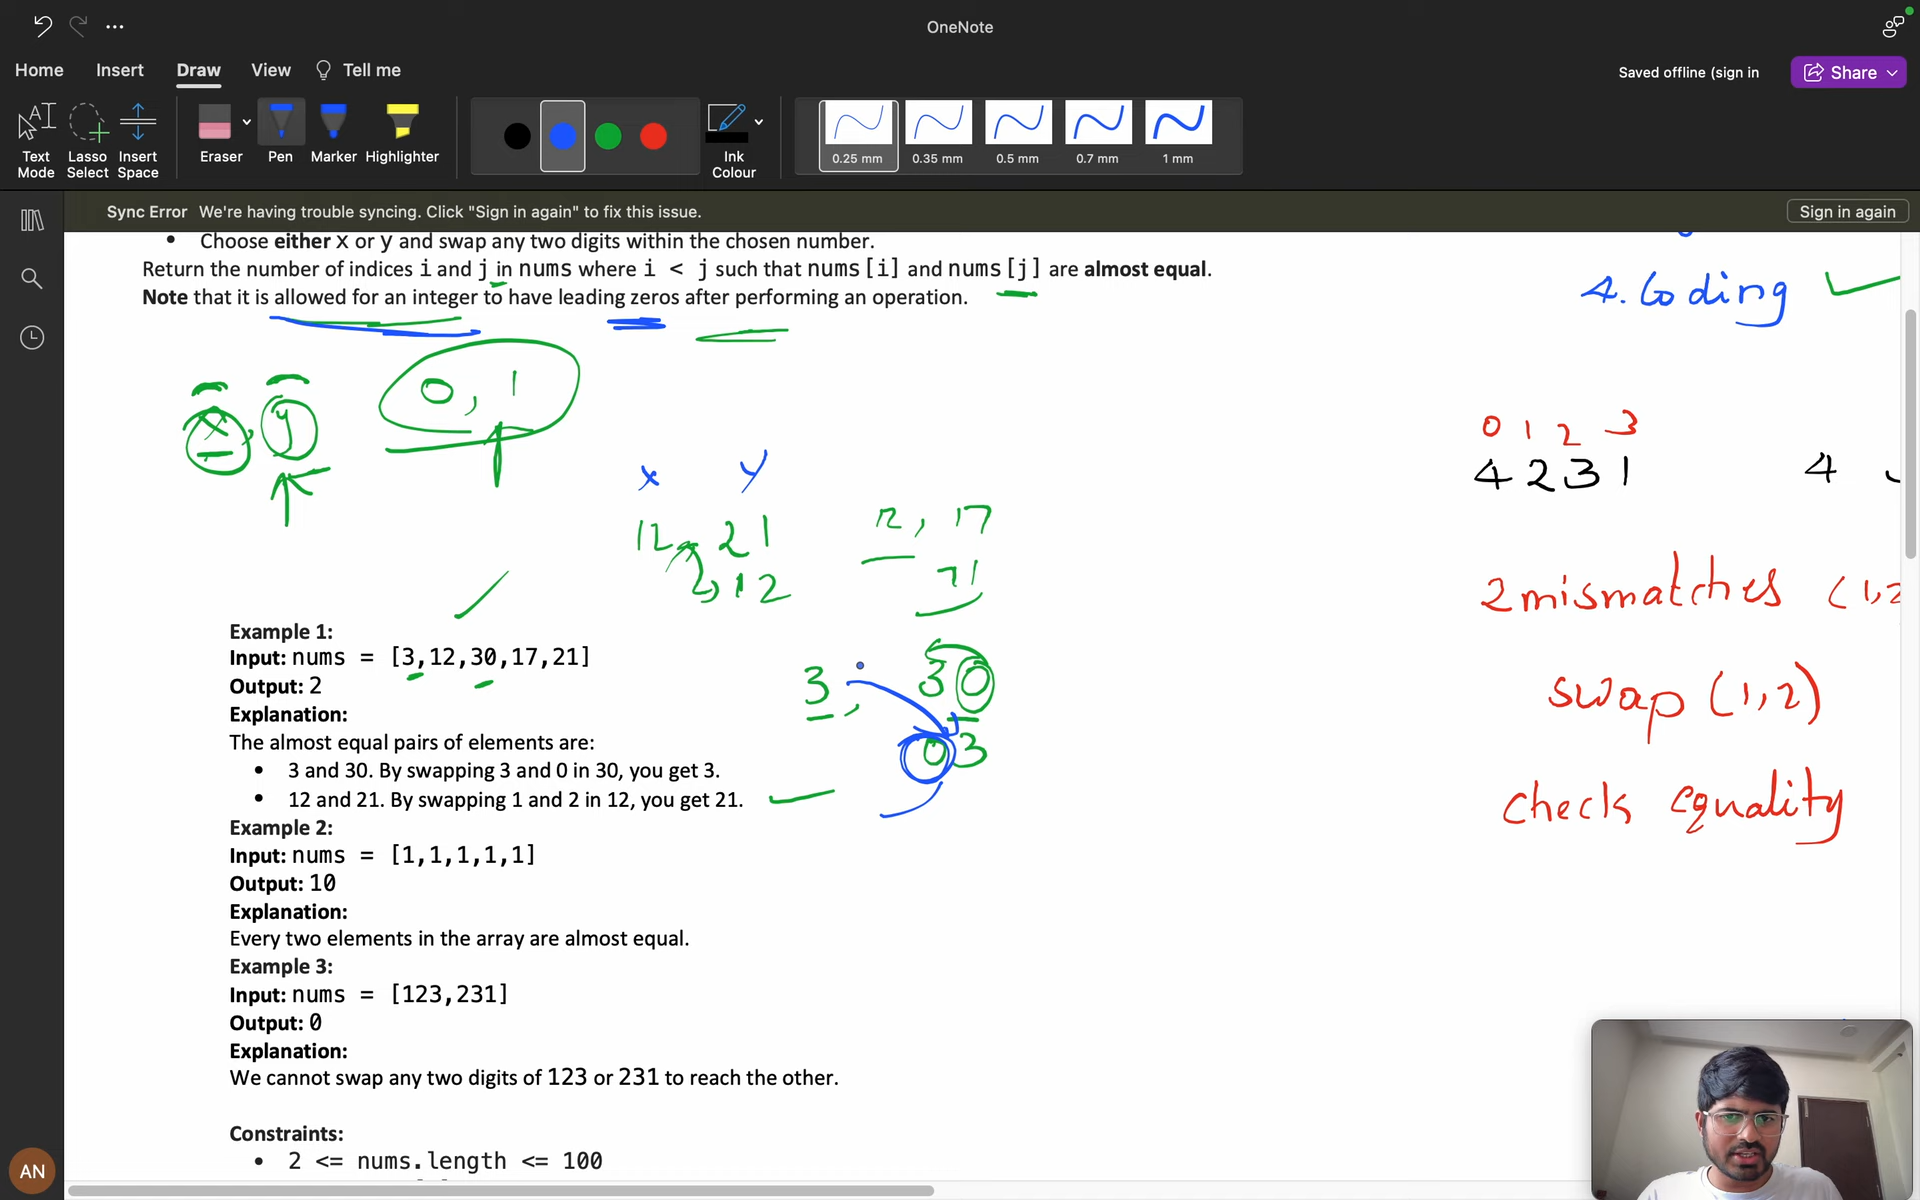 OneNote
Home Insert Draw View Tell me
Saved offline (sign in
Share
Text Mode
Lasso Select
Insert Space
Eraser
Pen
Marker
Highlighter
Ink Colour
0.25 mm
0.35 mm
0.5 mm
0.7 mm
1 mm
Sync Error We're having trouble syncing. Click "Sign in again" to fix this issue.
Sign in again
• Choose either x or y and swap any two digits within the chosen number.
Return the number of indices i and j in nums where i < j such that nums[i] and nums[j] are almost equal.
Note that it is allowed for an integer to have leading zeros after performing an operation.
4. Coding
x, y
0, 1
0 1 2 3
4 2 3 1
4
x y
12, 21
12
12, 17
71
2 mismatches (1,2
swap (1,2)
check equality
3, 30
03
Example 1:
Input: nums = [3,12,30,17,21]
Output: 2
Explanation:
The almost equal pairs of elements are:
• 3 and 30. By swapping 3 and 0 in 30, you get 3.
• 12 and 21. By swapping 1 and 2 in 12, you get 21.
Example 2:
Input: nums = [1,1,1,1,1]
Output: 10
Explanation:
Every two elements in the array are almost equal.
Example 3:
Input: nums = [123,231]
Output: 0
Explanation:
We cannot swap any two digits of 123 or 231 to reach the other.
Constraints:
• 2 <= nums.length <= 100
AN